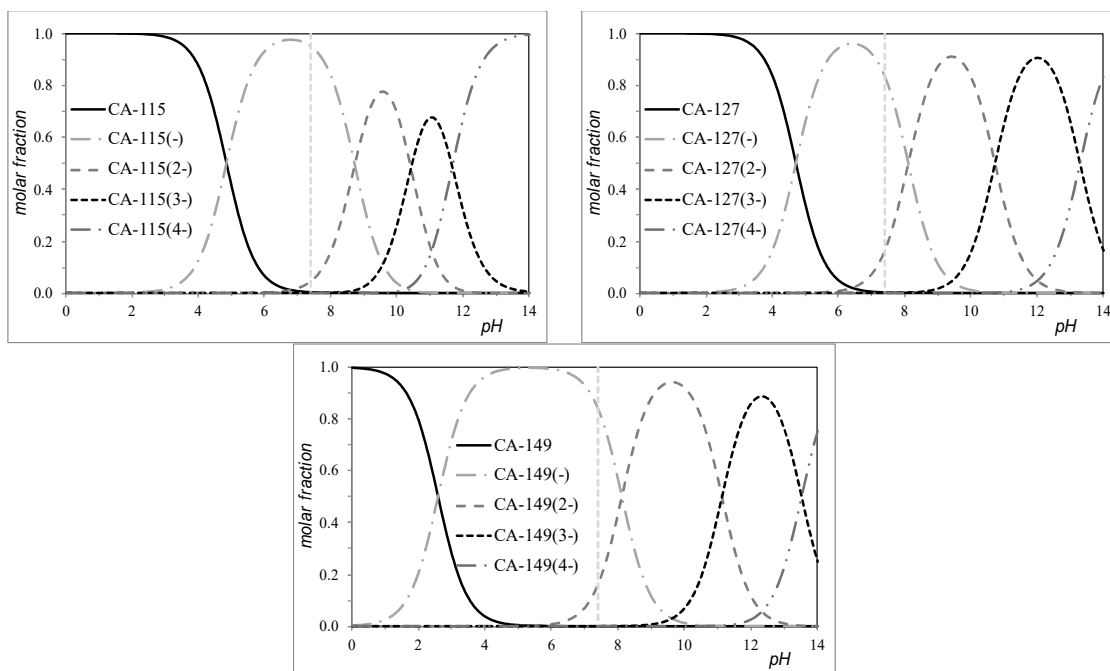 1.0
0.8
0.6
0.4
0.2
0.0
molar fraction
CA-115
CA-115(-)
CA-115(2-)
CA-115(3-)
CA-115(4-)
0 2 4 6 8 10 12 14
pH
1.0
0.8
0.6
0.4
0.2
0.0
molar fraction
CA-127
CA-127(-)
CA-127(2-)
CA-127(3-)
CA-127(4-)
0 2 4 6 8 10 12 14
pH
1.0
0.8
0.6
0.4
0.2
0.0
molar fraction
CA-149
CA-149(-)
CA-149(2-)
CA-149(3-)
CA-149(4-)
0 2 4 6 8 10 12 14
pH